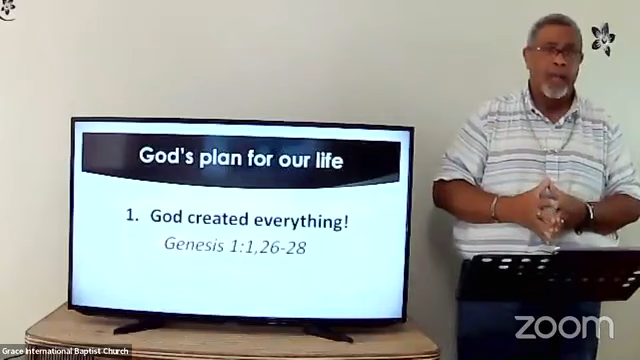 God's plan for our life
1. God created everything!
Genesis 1:1,26-28
Grace International Baptist Church
zoom